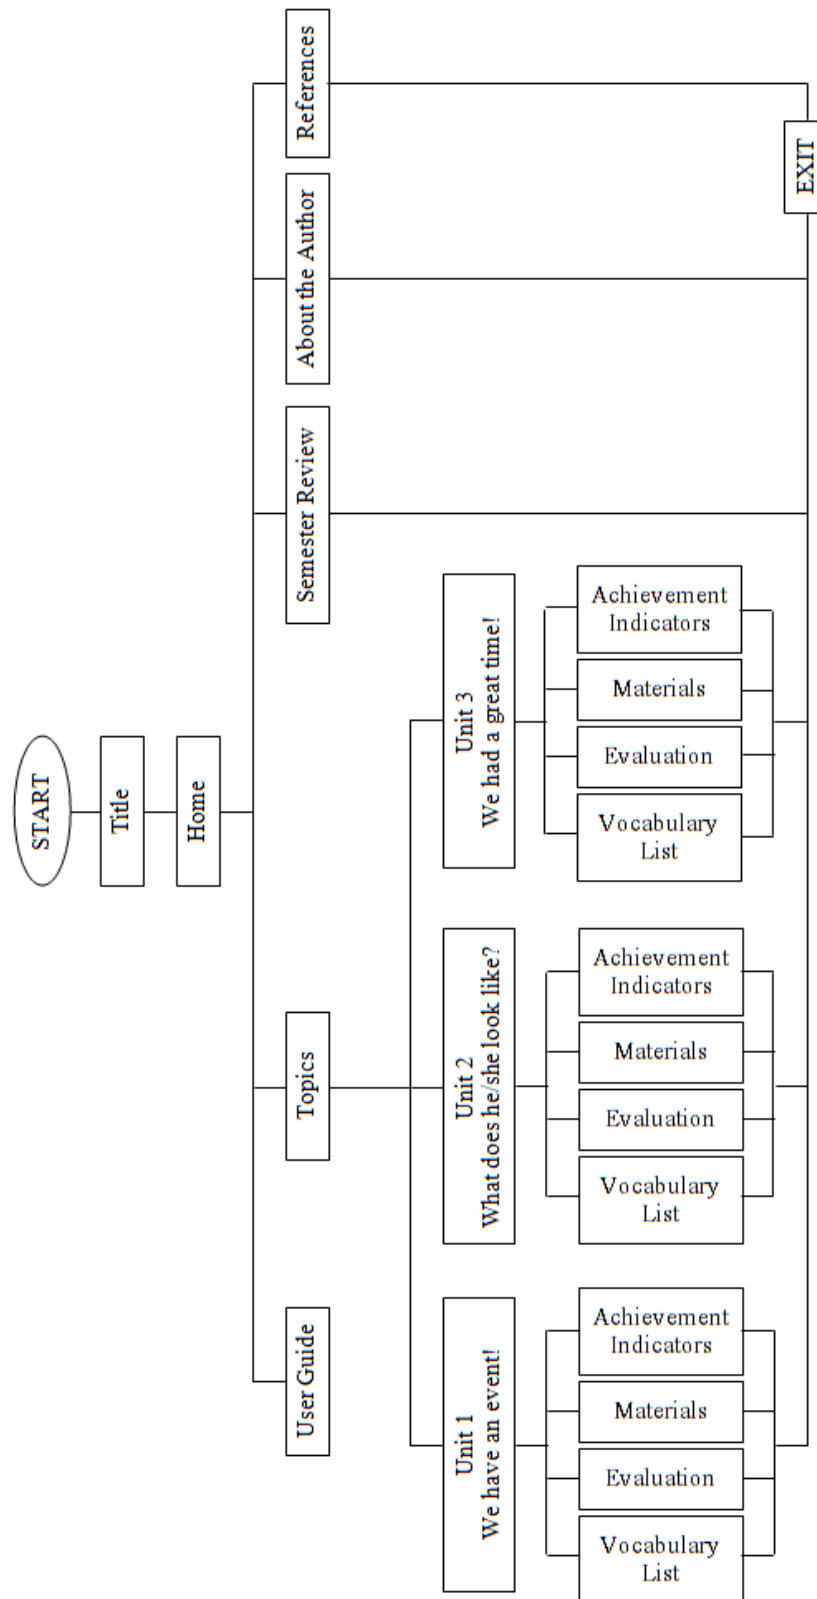 START
Title
Home
User Guide
Topics
Semester Review
About the Author
References
Unit 1
We have an event!
Unit 2
What does he/she look like?
Unit 3
We had a great time!
Vocabulary
List
Evaluation
Materials
Achievement
Indicators
Vocabulary
List
Evaluation
Materials
Achievement
Indicators
Vocabulary
List
Evaluation
Materials
Achievement
Indicators
EXIT